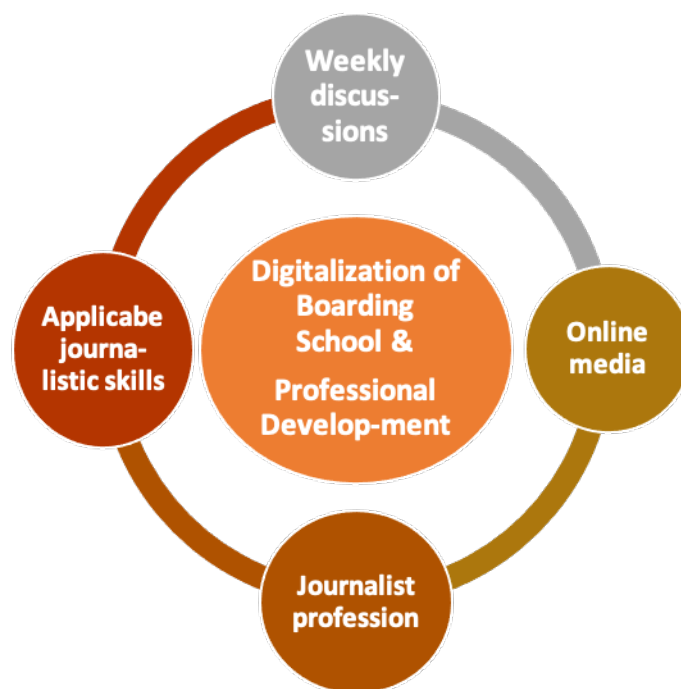 Weekly
discus-
sions
Digitalization of
Boarding
School &
Professional
Develop-ment
Applicabe
journa-
listic skills
Online
media
Journalist
profession